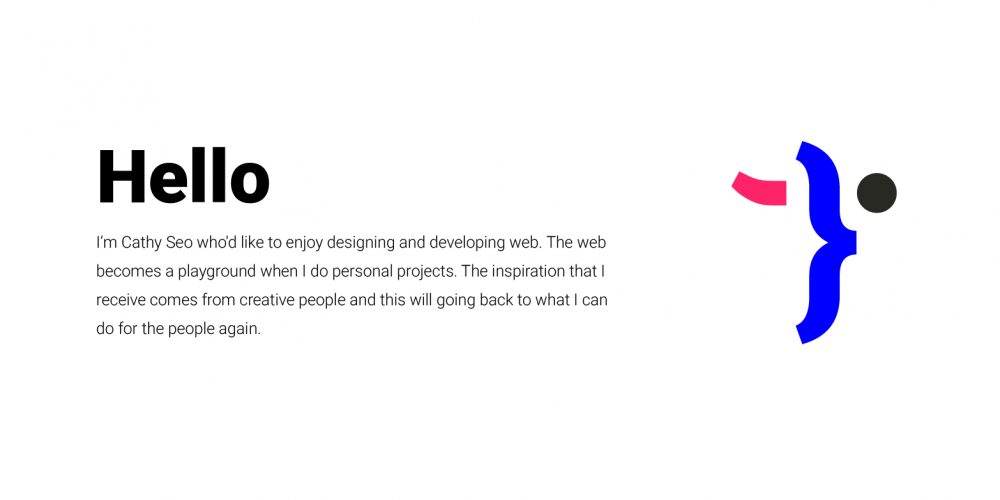 Hello
I’m Cathy Seo who'd like to enjoy designing and developing web. The web
becomes a playground when I do personal projects. The inspiration that I
receive comes from creative people and this will going back to what I can
do for the people again.
}